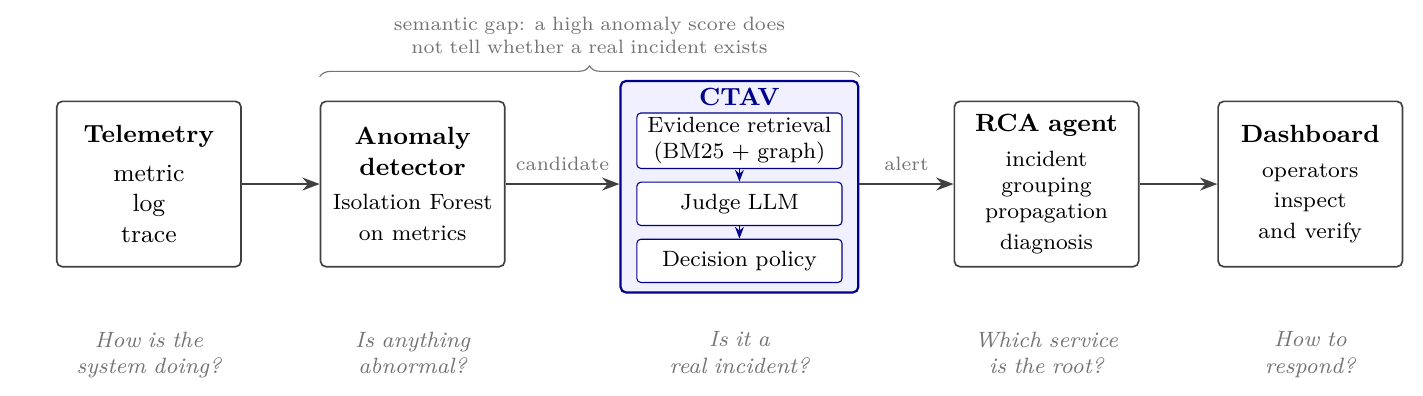 semantic gap: a high anomaly score does
not tell whether a real incident exists
Telemetry
metric
log
trace
Anomaly
detector
Isolation Forest
on metrics
candidate
CTAV
Evidence retrieval
(BM25 + graph)
Judge LLM
Decision policy
alert
RCA agent
incident
grouping
propagation
diagnosis
Dashboard
operators
inspect
and verify
How is the
system doing?
Is anything
abnormal?
Is it a
real incident?
Which service
is the root?
How to
respond?